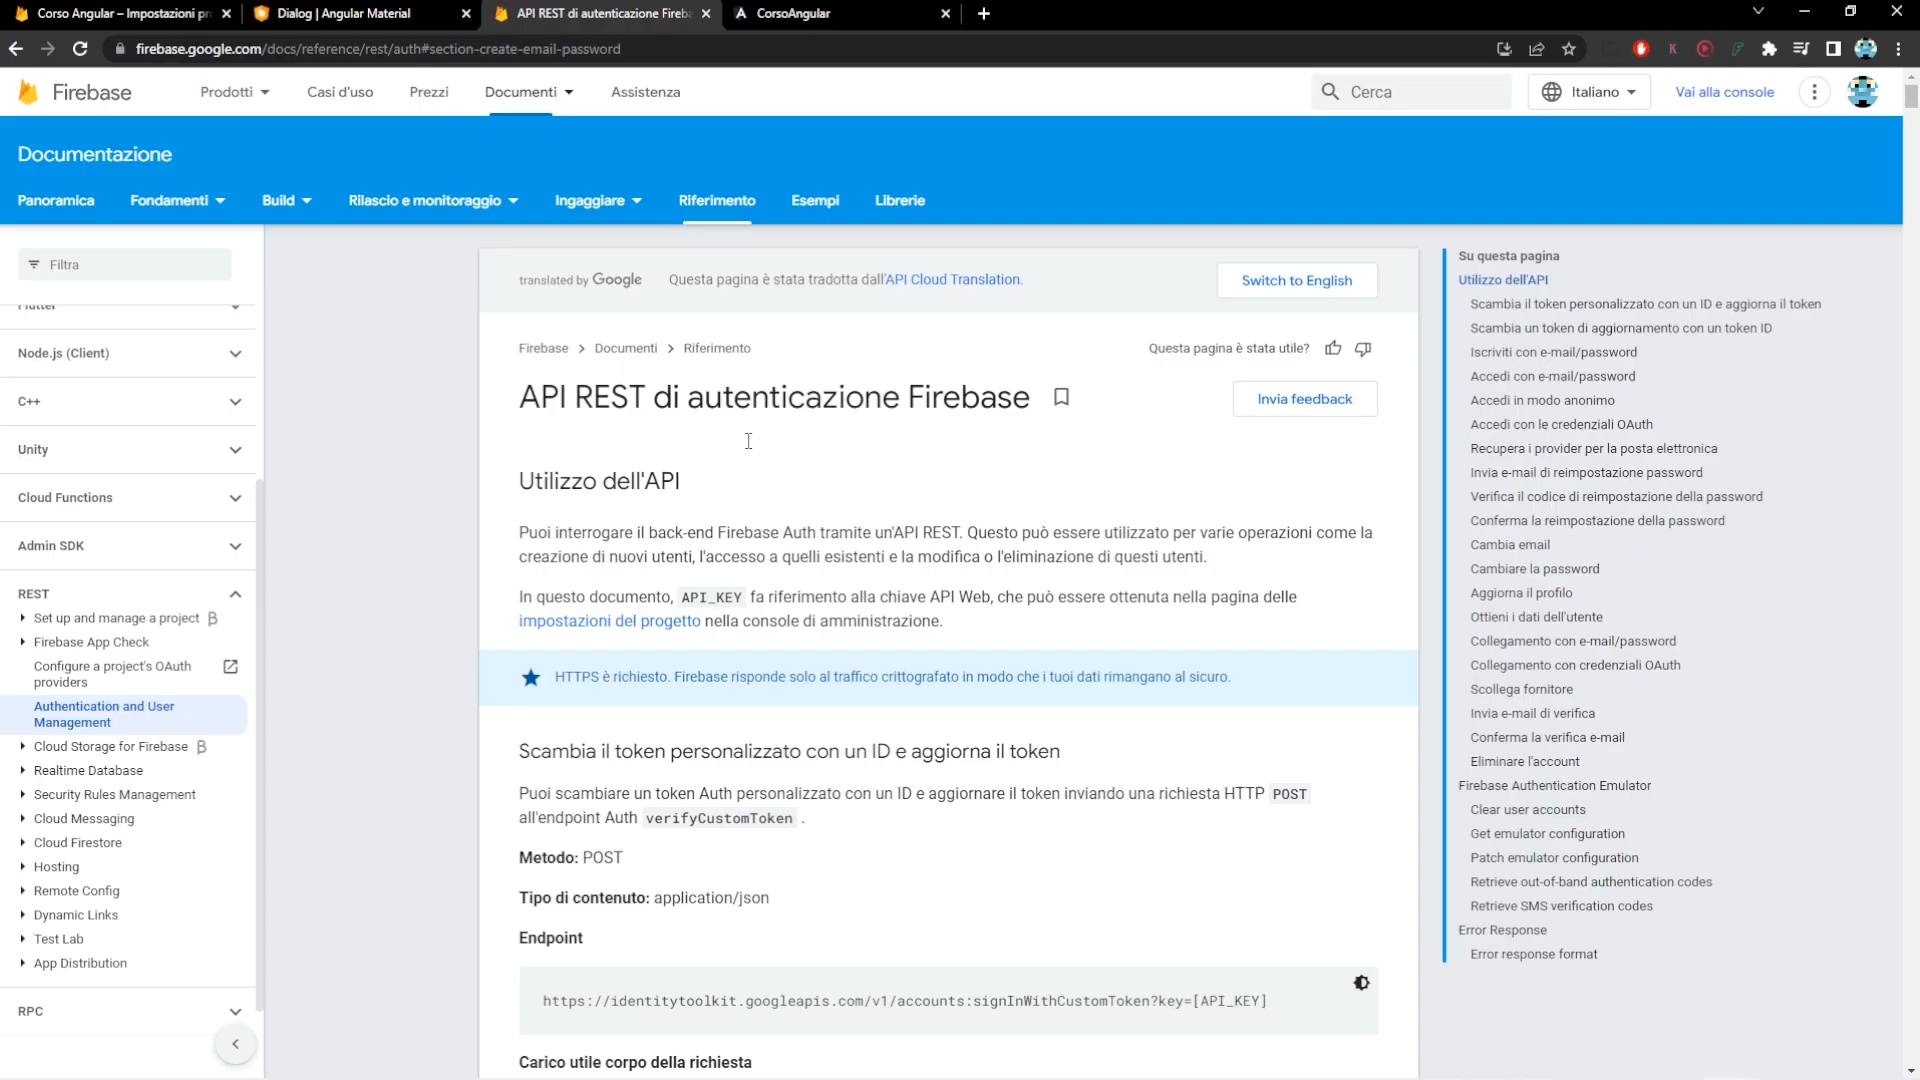 Corso Angular – Impostazioni pr
Dialog | Angular Material
API REST di autenticazione Fireb
CorsoAngular
firebase.google.com/docs/reference/rest/auth#section-create-email-password
Firebase
Prodotti
Casi d'uso
Prezzi
Documenti
Assistenza
Cerca
Italiano
Vai alla console
Documentazione
Panoramica
Fondamenti
Build
Rilascio e monitoraggio
Ingaggiare
Riferimento
Esempi
Librerie
Filtra
Flutter
Node.js (Client)
C++
Unity
Cloud Functions
Admin SDK
REST
Set up and manage a project
Firebase App Check
Configure a project's OAuth
providers
Authentication and User
Management
Cloud Storage for Firebase
Realtime Database
Security Rules Management
Cloud Messaging
Cloud Firestore
Hosting
Remote Config
Dynamic Links
Test Lab
App Distribution
RPC
translated by Google
Questa pagina è stata tradotta dall'API Cloud Translation.
Switch to English
Firebase > Documenti > Riferimento
Questa pagina è stata utile?
API REST di autenticazione Firebase
Invia feedback
Utilizzo dell'API
Puoi interrogare il back-end Firebase Auth tramite un'API REST. Questo può essere utilizzato per varie operazioni come la
creazione di nuovi utenti, l'accesso a quelli esistenti e la modifica o l'eliminazione di questi utenti.
In questo documento, API_KEY fa riferimento alla chiave API Web, che può essere ottenuta nella pagina delle
impostazioni del progetto nella console di amministrazione.
HTTPS è richiesto. Firebase risponde solo al traffico crittografato in modo che i tuoi dati rimangano al sicuro.
Scambia il token personalizzato con un ID e aggiorna il token
Puoi scambiare un token Auth personalizzato con un ID e aggiornare il token inviando una richiesta HTTP POST
all'endpoint Auth verifyCustomToken .
Metodo: POST
Tipo di contenuto: application/json
Endpoint
https://identitytoolkit.googleapis.com/v1/accounts:signInWithCustomToken?key=[API_KEY]
Carico utile corpo della richiesta
Su questa pagina
Utilizzo dell'API
Scambia il token personalizzato con un ID e aggiorna il token
Scambia un token di aggiornamento con un token ID
Iscriviti con e-mail/password
Accedi con e-mail/password
Accedi in modo anonimo
Accedi con le credenziali OAuth
Recupera i provider per la posta elettronica
Invia e-mail di reimpostazione password
Verifica il codice di reimpostazione della password
Conferma la reimpostazione della password
Cambia email
Cambiare la password
Aggiorna il profilo
Ottieni i dati dell'utente
Collegamento con e-mail/password
Collegamento con credenziali OAuth
Scollega fornitore
Invia e-mail di verifica
Conferma la verifica e-mail
Eliminare l'account
Firebase Authentication Emulator
Clear user accounts
Get emulator configuration
Patch emulator configuration
Retrieve out-of-band authentication codes
Retrieve SMS verification codes
Error Response
Error response format